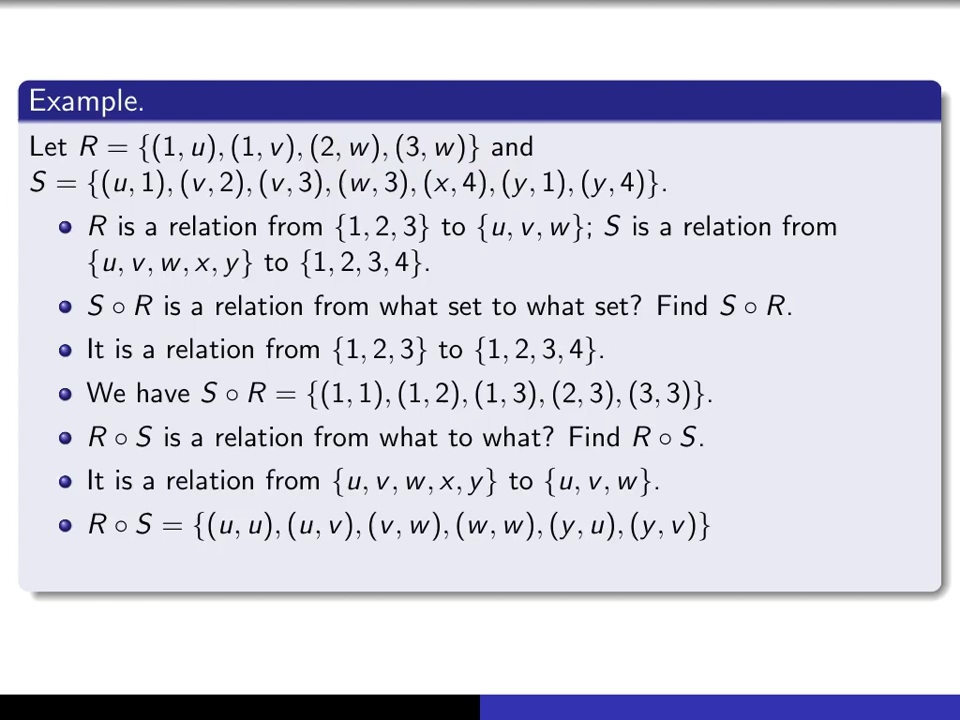 Example.
Let R = {(1, u), (1, v), (2, w), (3, w)} and
S = {(u, 1), (v, 2), (v, 3), (w, 3), (x, 4), (y, 1), (y, 4)}.
R is a relation from {1, 2, 3} to {u, v, w}; S is a relation from
{u, v, w, x, y} to {1, 2, 3, 4}.
S ∘ R is a relation from what set to what set? Find S ∘ R.
It is a relation from {1, 2, 3} to {1, 2, 3, 4}.
We have S ∘ R = {(1, 1), (1, 2), (1, 3), (2, 3), (3, 3)}.
R ∘ S is a relation from what to what? Find R ∘ S.
It is a relation from {u, v, w, x, y} to {u, v, w}.
R ∘ S = {(u, u), (u, v), (v, w), (w, w), (y, u), (y, v)}